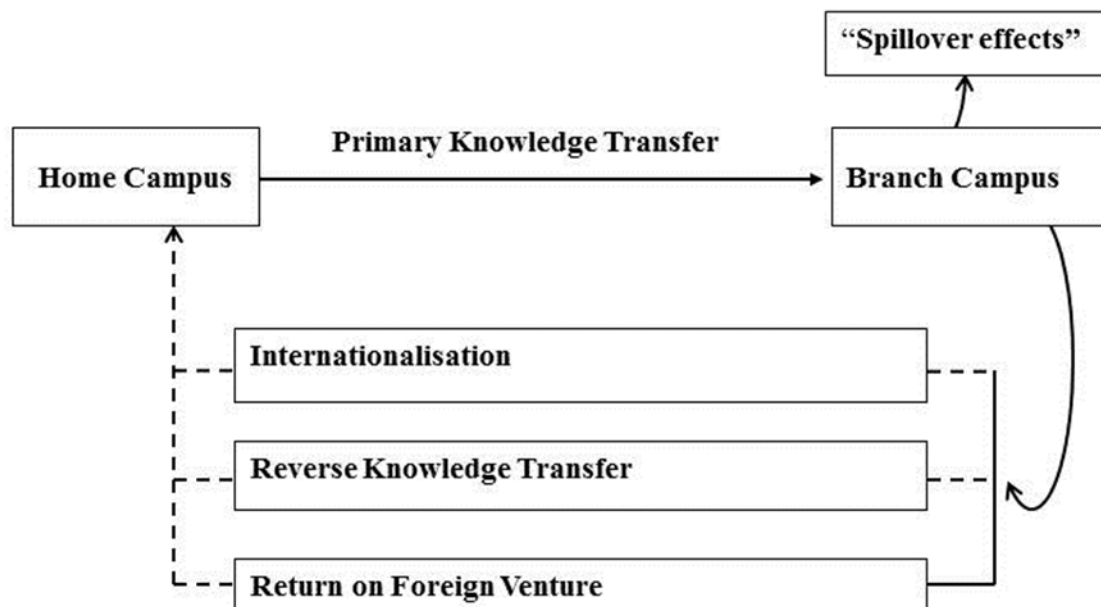 “Spillover effects”
Primary Knowledge Transfer
Home Campus
Branch Campus
Internationalisation
Reverse Knowledge Transfer
Return on Foreign Venture